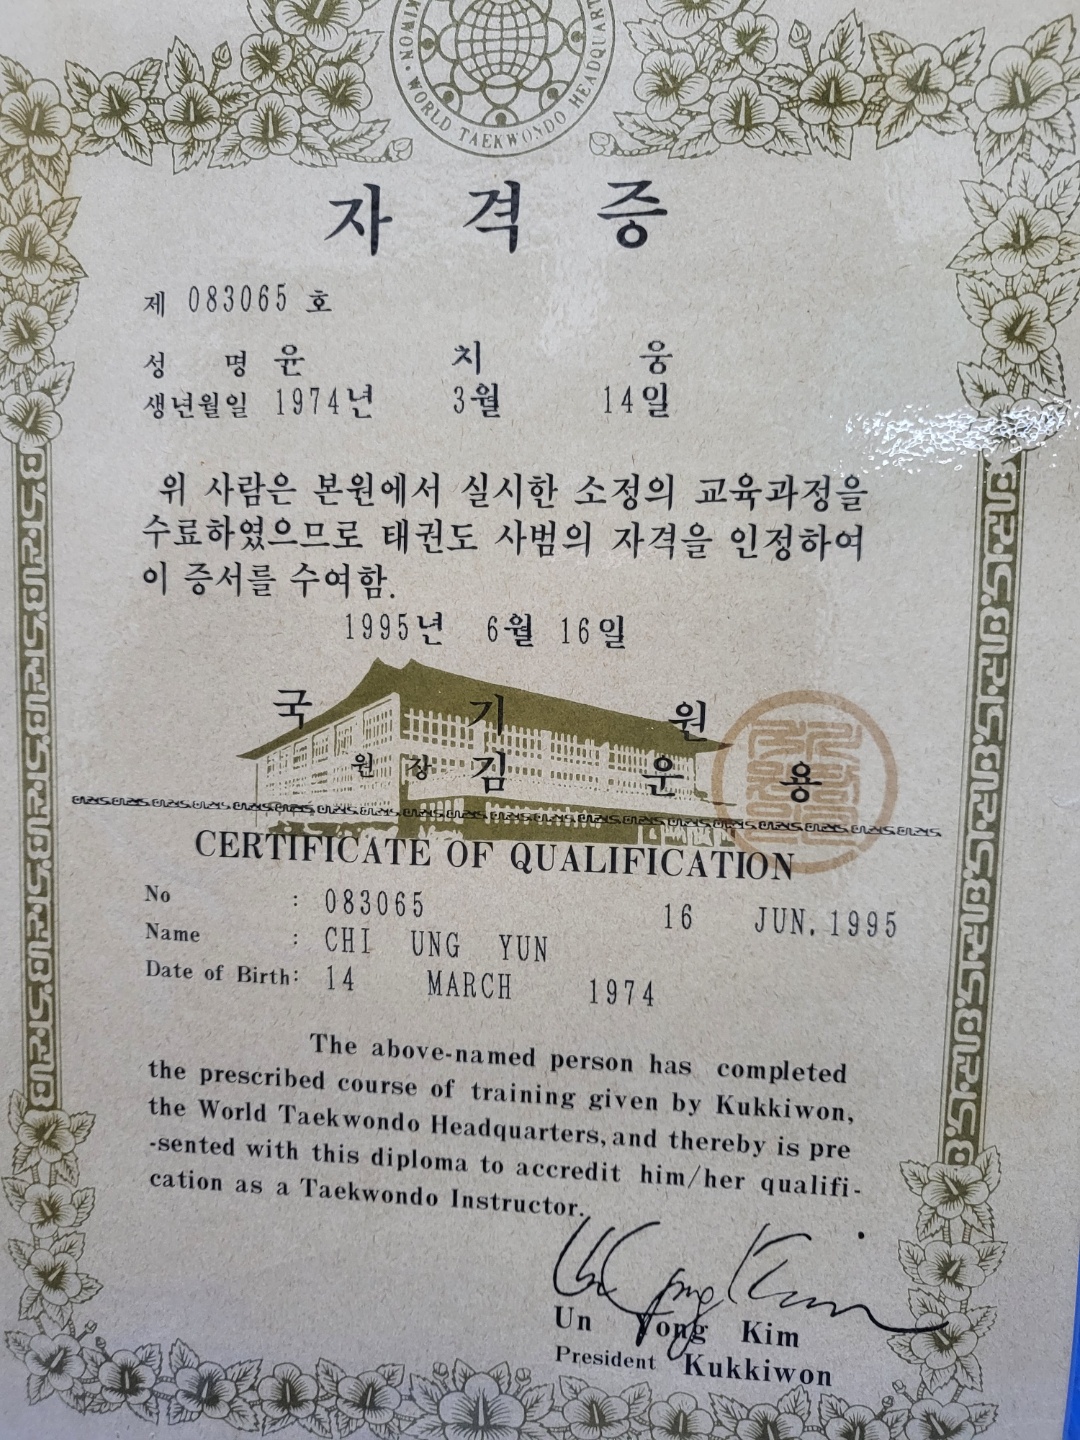 KIWON · WORLD TAEKWONDO HEADQUART
자 격 증
제 083065 호
성 명 윤 치 웅
생년월일 1974년 3월 14일
위 사람은 본원에서 실시한 소정의 교육과정을
수료하였으므로 태권도 사범의 자격을 인정하여
이 증서를 수여함.
1995년 6월 16일
국 기 원
원 장 김 운 용
CERTIFICATE OF QUALIFICATION
No : 083065 16 JUN. 1995
Name : CHI UNG YUN
Date of Birth: 14 MARCH 1974
The above-named person has completed
the prescribed course of training given by Kukkiwon,
the World Taekwondo Headquarters, and thereby is pre
-sented with this diploma to accredit him/her qualifi-
cation as a Taekwondo Instructor.
Un Yong Kim
Un Yong Kim
President Kukkiwon